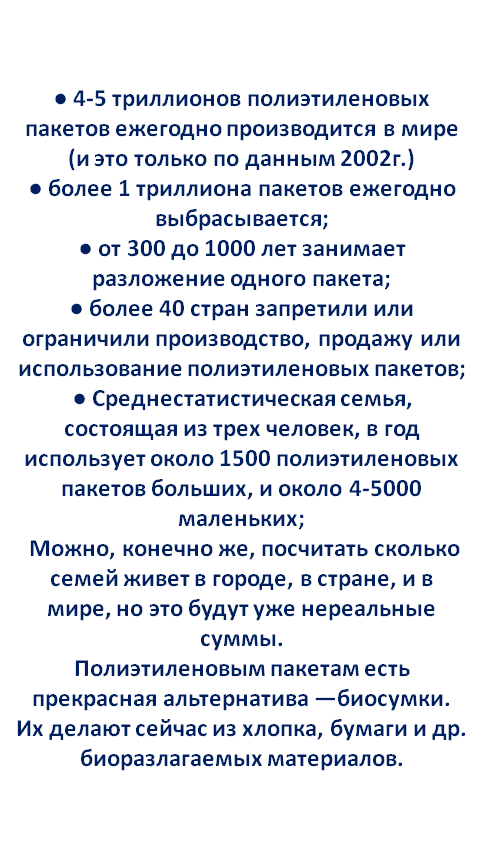 ● 4-5 триллионов полиэтиленовых
пакетов ежегодно производится в мире
(и это только по данным 2002г.)
● более 1 триллиона пакетов ежегодно
выбрасывается;
● от 300 до 1000 лет занимает
разложение одного пакета;
● более 40 стран запретили или
ограничили производство, продажу или
использование полиэтиленовых пакетов;
● Среднестатистическая семья,
состоящая из трех человек, в год
использует около 1500 полиэтиленовых
пакетов больших, и около 4-5000
маленьких;
Можно, конечно же, посчитать сколько
семей живет в городе, в стране, и в
мире, но это будут уже нереальные
суммы.
Полиэтиленовым пакетам есть
прекрасная альтернатива —биосумки.
Их делают сейчас из хлопка, бумаги и др.
биоразлагаемых материалов.